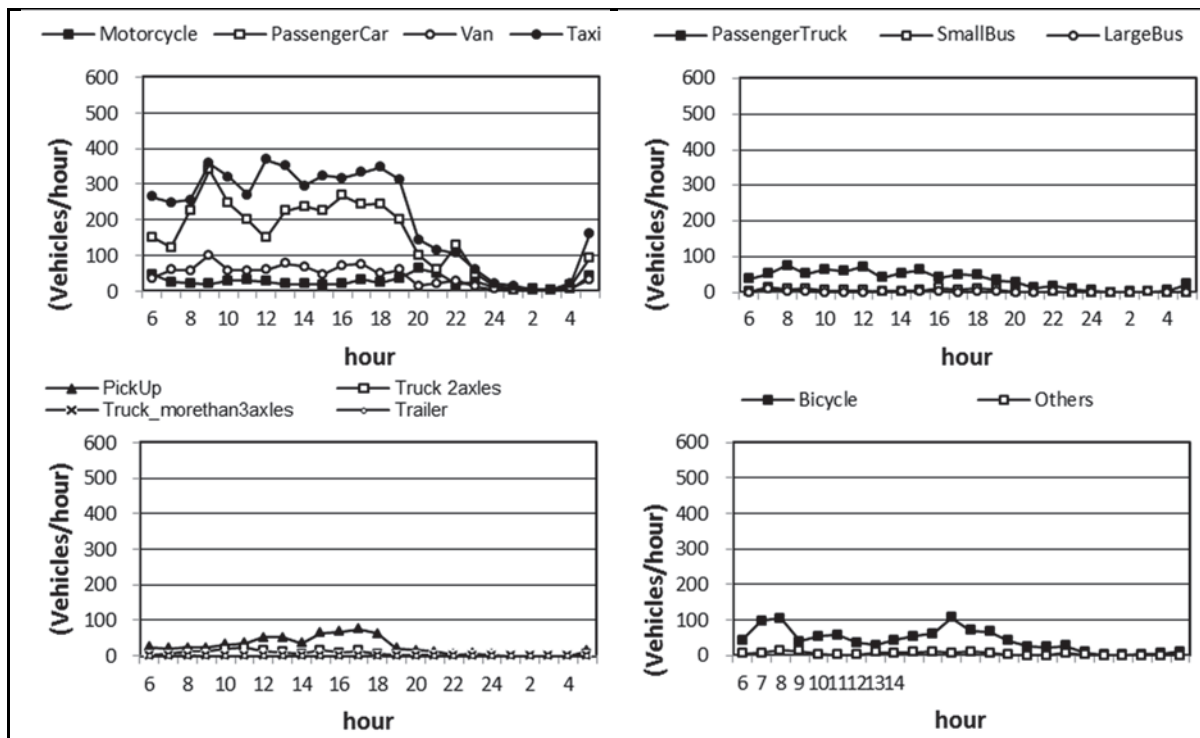 Motorcycle PassengerCar Van Taxi
(Vehicles/hour)
600
500
400
300
200
100
0
6 8 10 12 14 16 18 20 22 24 2 4
hour
PassengerTruck SmallBus LargeBus
(Vehicles/hour)
600
500
400
300
200
100
0
6 8 10 12 14 16 18 20 22 24 2 4
hour
PickUp Truck 2axles
Truck_morethan3axles Trailer
(Vehicles/hour)
600
500
400
300
200
100
0
6 8 10 12 14 16 18 20 22 24 2 4
hour
Bicycle Others
(Vehicles/hour)
600
500
400
300
200
100
0
6 7 8 9 10 11 12 13 14
hour